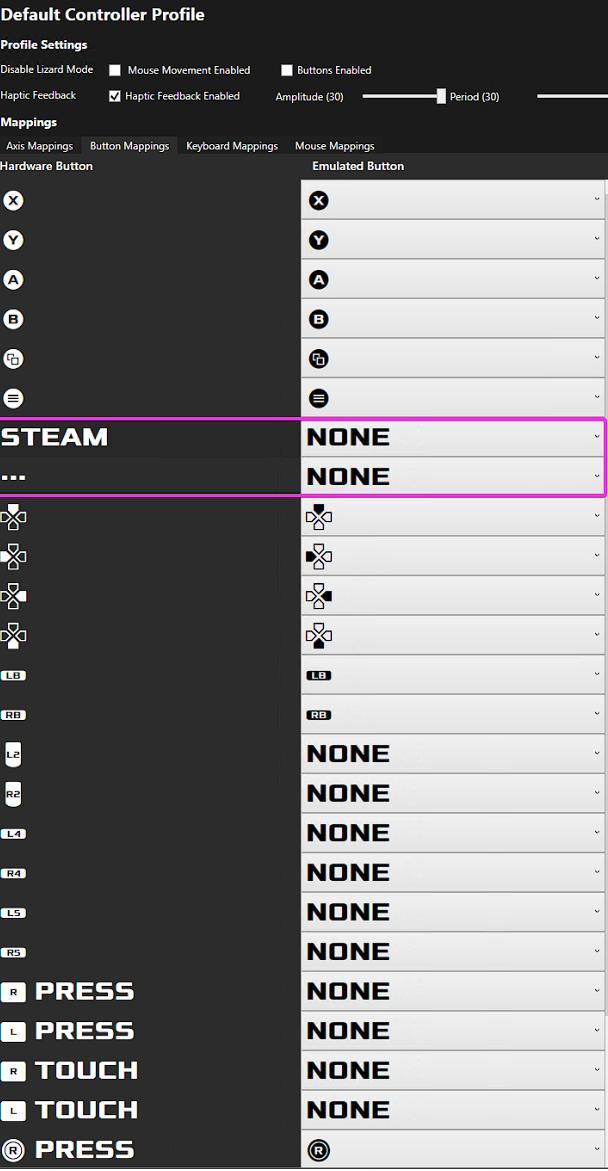 Default Controller Profile
Profile Settings
Disable Lizard Mode Mouse Movement Enabled Buttons Enabled
Haptic Feedback Haptic Feedback Enabled Amplitude (30) Period (30)
Mappings
Axis Mappings Button Mappings Keyboard Mappings Mouse Mappings
Hardware Button Emulated Button
X X
Y Y
A A
B B
STEAM NONE
... NONE
LB LB
RB RB
L2 NONE
R2 NONE
L4 NONE
R4 NONE
L5 NONE
R5 NONE
R PRESS NONE
L PRESS NONE
R TOUCH NONE
L TOUCH NONE
R PRESS R